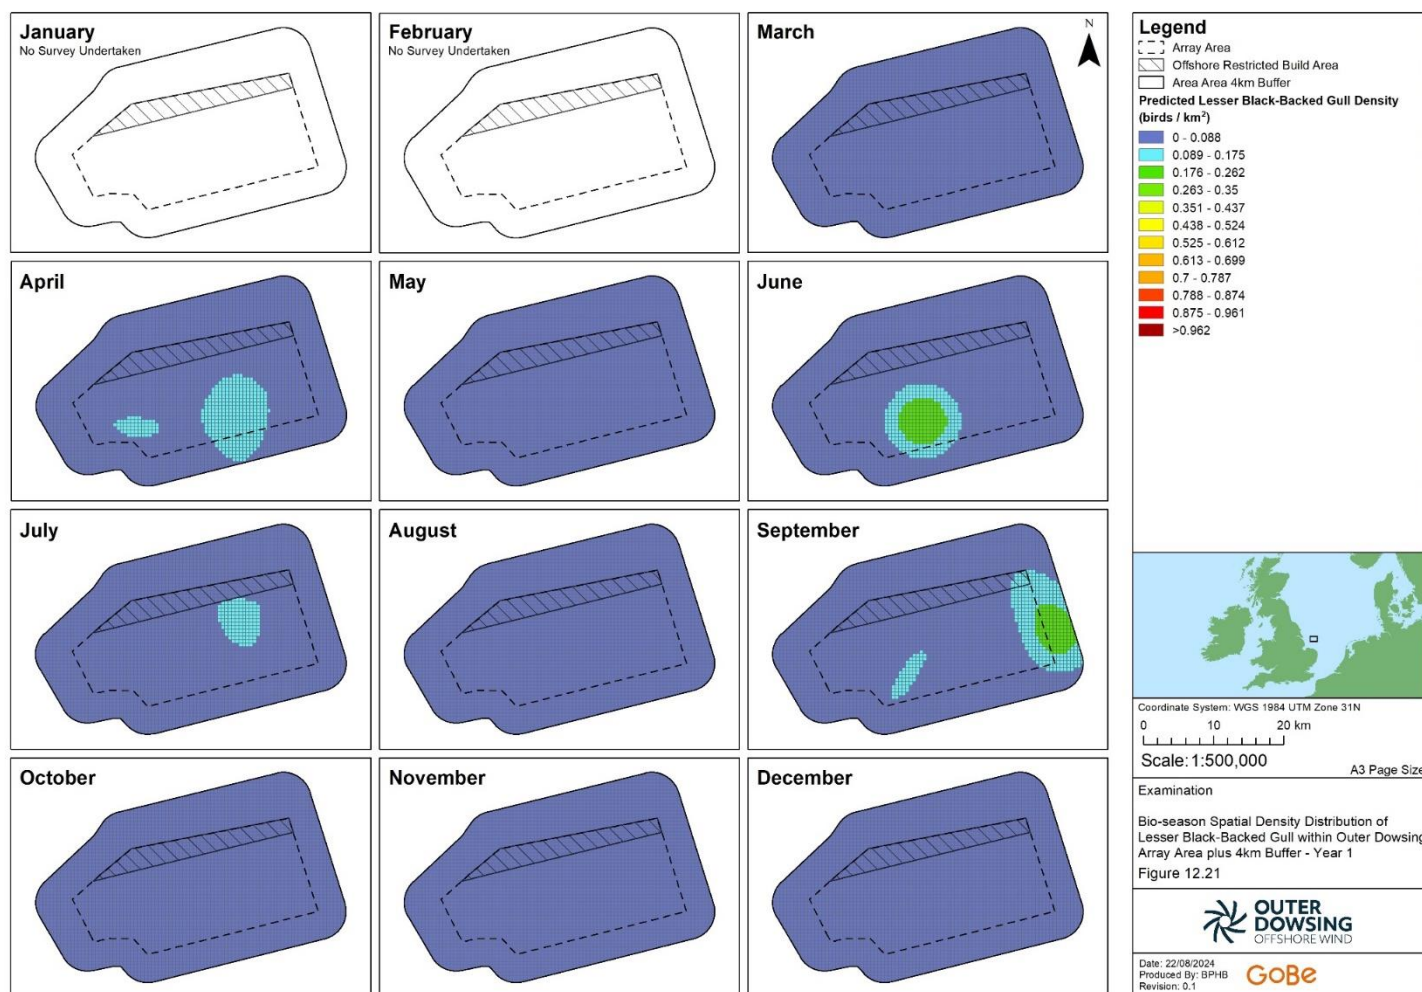 January
No Survey Undertaken
February
No Survey Undertaken
March
N
April
May
June
July
August
September
October
November
December
Legend
Array Area
Offshore Restricted Build Area
Area Area 4km Buffer
Predicted Lesser Black-Backed Gull Density
(birds / km²)
0 - 0.088
0.089 - 0.175
0.176 - 0.262
0.263 - 0.35
0.351 - 0.437
0.438 - 0.524
0.525 - 0.612
0.613 - 0.699
0.7 - 0.787
0.788 - 0.874
0.875 - 0.961
>0.962
Coordinate System: WGS 1984 UTM Zone 31N
0 10 20 km
Scale: 1:500,000
A3 Page Size
Examination
Bio-season Spatial Density Distribution of
Lesser Black-Backed Gull within Outer Dowsing
Array Area plus 4km Buffer - Year 1
Figure 12.21
OUTER
DOWSING
OFFSHORE WIND
Date: 22/08/2024
Produced By: BPHB
Revision: 0.1
GoBe